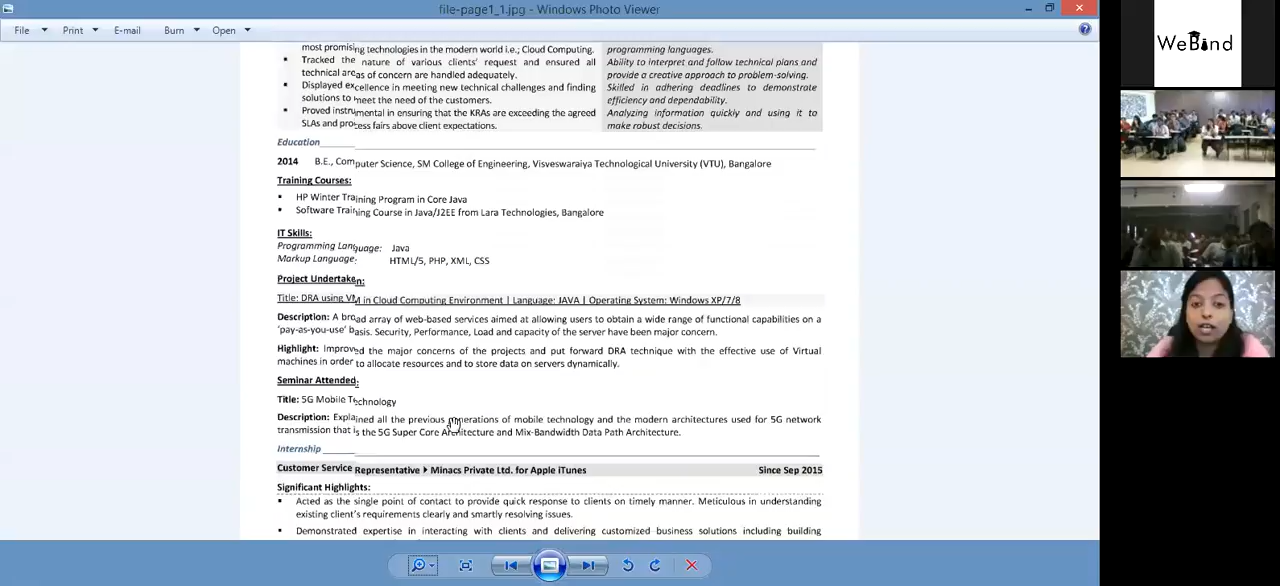 file-page1_1.jpg - Windows Photo Viewer
File Print E-mail Burn Open
WeBind
most promising technologies in the modern world i.e.; Cloud Computing.
Tracked the nature of various clients' request and ensured all
technical areas of concern are handled adequately.
Displayed excellence in meeting new technical challenges and finding
solutions to meet the need of the customers.
Proved instrumental in ensuring that the KRAs are exceeding the agreed
SLAs and process fairs above client expectations.
programming languages.
Ability to interpret and follow technical plans and
provide a creative approach to problem-solving.
Skilled in adhering deadlines to demonstrate
efficiency and dependability.
Analyzing information quickly and using it to
make robust decisions.
Education
2014 B.E., Computer Science, SM College of Engineering, Visveswaraiya Technological University (VTU), Bangalore
Training Courses:
HP Winter Training Program in Core Java
Software Training Course in Java/J2EE from Lara Technologies, Bangalore
IT Skills:
Programming Language: Java
Markup Language: HTML/5, PHP, XML, CSS
Project Undertaken:
Title: DRA using VM in Cloud Computing Environment | Language: JAVA | Operating System: Windows XP/7/8
Description: A broad array of web-based services aimed at allowing users to obtain a wide range of functional capabilities on a
'pay-as-you-use' basis. Security, Performance, Load and capacity of the server have been major concern.
Highlight: Improved the major concerns of the projects and put forward DRA technique with the effective use of Virtual
machines in order to allocate resources and to store data on servers dynamically.
Seminar Attended:
Title: 5G Mobile Technology
Description: Explained all the previous generations of mobile technology and the modern architectures used for 5G network
transmission that is the 5G Super Core Architecture and Mix-Bandwidth Data Path Architecture.
Internship
Customer Service Representative Minacs Private Ltd. for Apple iTunes Since Sep 2015
Significant Highlights:
Acted as the single point of contact to provide quick response to clients on timely manner. Meticulous in understanding
existing client's requirements clearly and smartly resolving issues.
Demonstrated expertise in interacting with clients and delivering customized business solutions including building